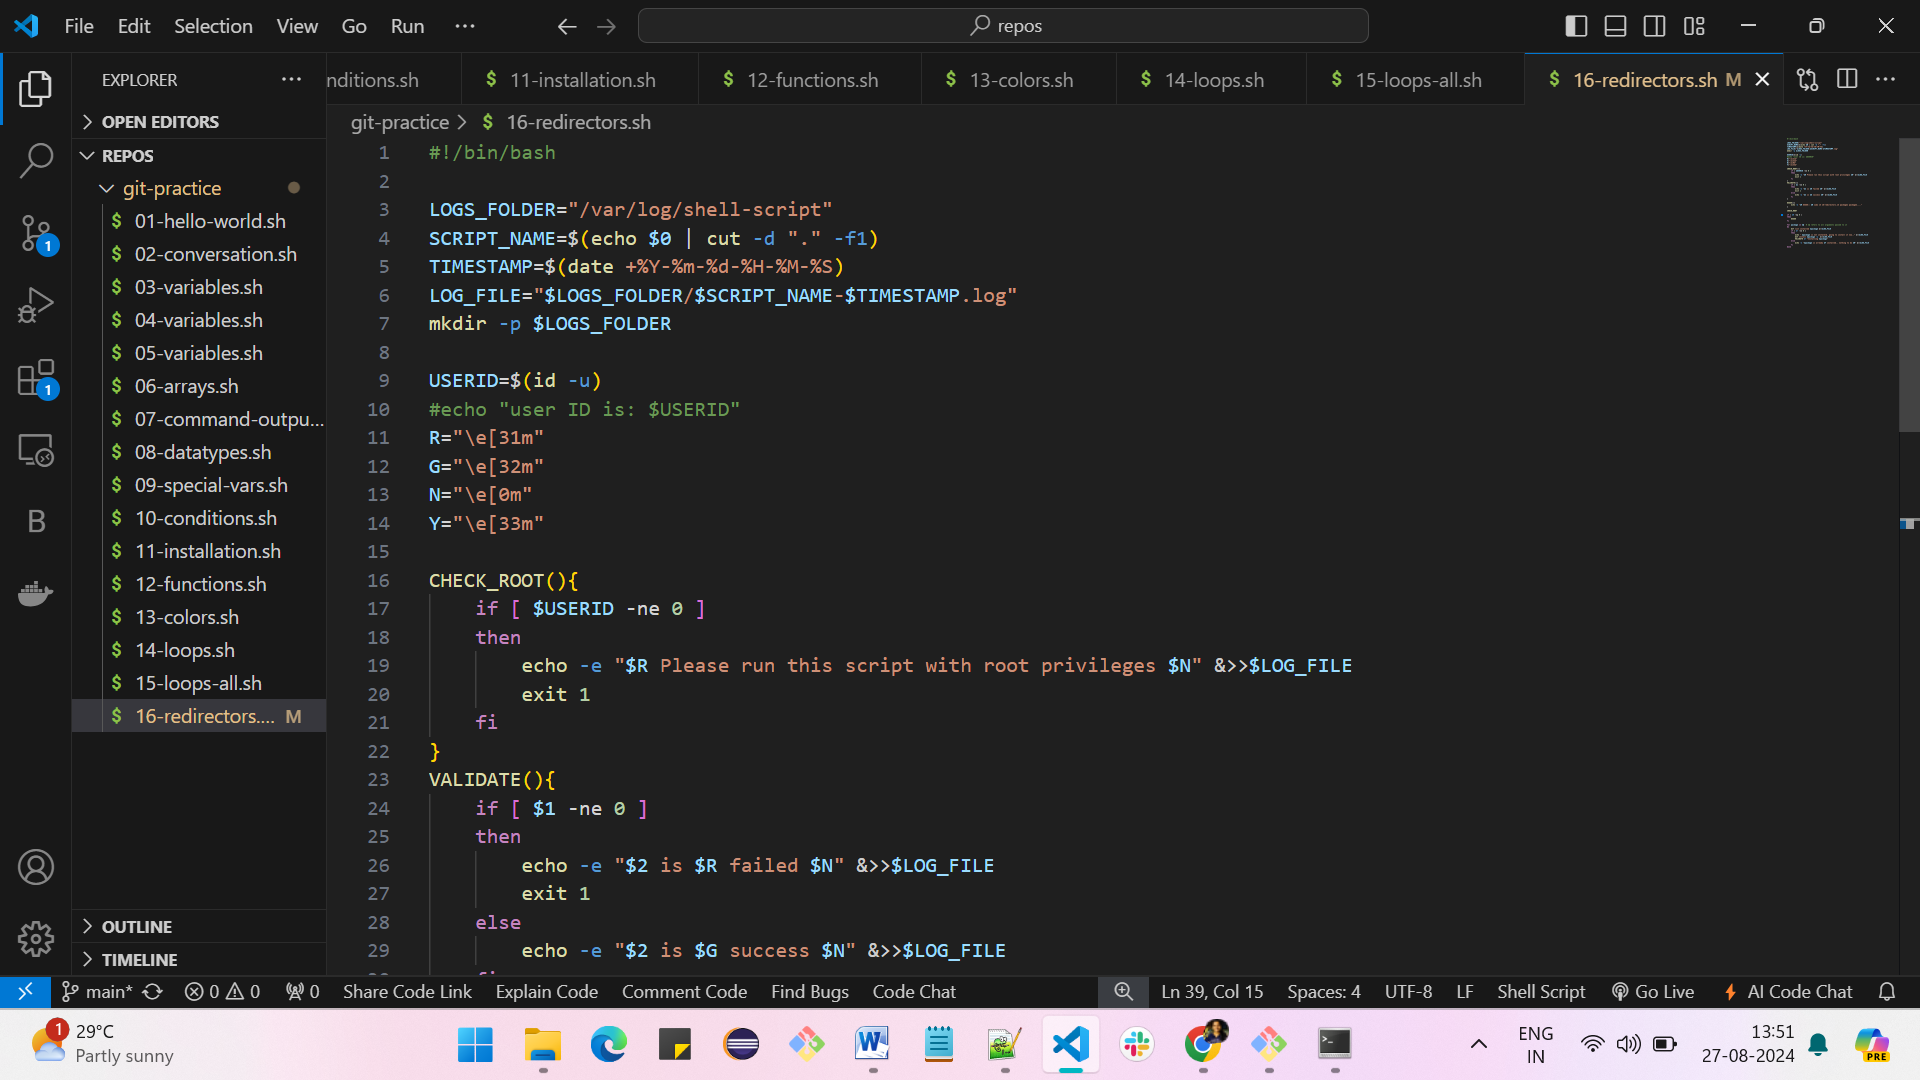 File Edit Selection View Go Run ···
repos
EXPLORER ···
nditions.sh
$ 11-installation.sh
$ 12-functions.sh
$ 13-colors.sh
$ 14-loops.sh
$ 15-loops-all.sh
$ 16-redirectors.sh M
OPEN EDITORS
REPOS
git-practice
$ 01-hello-world.sh
$ 02-conversation.sh
$ 03-variables.sh
$ 04-variables.sh
$ 05-variables.sh
$ 06-arrays.sh
$ 07-command-outpu...
$ 08-datatypes.sh
$ 09-special-vars.sh
$ 10-conditions.sh
$ 11-installation.sh
$ 12-functions.sh
$ 13-colors.sh
$ 14-loops.sh
$ 15-loops-all.sh
$ 16-redirectors.... M
OUTLINE
TIMELINE
1
1
B
git-practice > $ 16-redirectors.sh
1 #!/bin/bash
2
3 LOGS_FOLDER="/var/log/shell-script"
4 SCRIPT_NAME=$(echo $0 | cut -d "." -f1)
5 TIMESTAMP=$(date +%Y-%m-%d-%H-%M-%S)
6 LOG_FILE="$LOGS_FOLDER/$SCRIPT_NAME-$TIMESTAMP.log"
7 mkdir -p $LOGS_FOLDER
8
9 USERID=$(id -u)
10 #echo "user ID is: $USERID"
11 R="\e[31m"
12 G="\e[32m"
13 N="\e[0m"
14 Y="\e[33m"
15
16 CHECK_ROOT(){
17 if [ $USERID -ne 0 ]
18 then
19 echo -e "$R Please run this script with root privileges $N" &>>$LOG_FILE
20 exit 1
21 fi
22 }
23 VALIDATE(){
24 if [ $1 -ne 0 ]
25 then
26 echo -e "$2 is $R failed $N" &>>$LOG_FILE
27 exit 1
28 else
29 echo -e "$2 is $G success $N" &>>$LOG_FILE
main* 0 0 0 Share Code Link Explain Code Comment Code Find Bugs Code Chat
Ln 39, Col 15 Spaces: 4 UTF-8 LF Shell Script Go Live AI Code Chat
1
29°C
Partly sunny
W
ENG
IN
13:51
27-08-2024
PRE